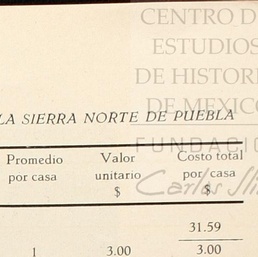 CENTRO D
ESTUDIOS
DE HISTORI
DE MEXICO
LA SIERRA NORTE DE PUEBLA
FUNDACIÓ
Carlos Sli
Promedio por casa
Valor unitario $
Costo total por casa $
31.59
1 3.00 3.00